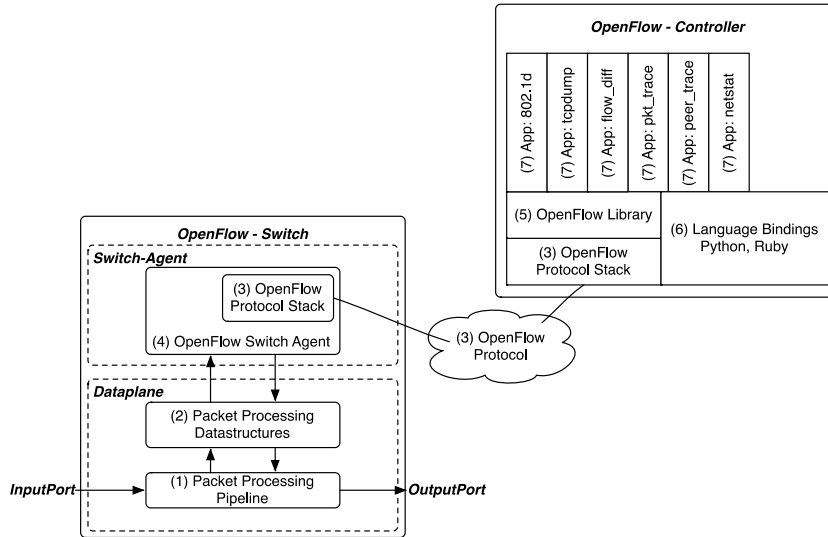 OpenFlow - Controller
(7) App: 802.1d
(7) App: tcpdump
(7) App: flow_diff
(7) App: pkt_trace
(7) App: peer_trace
(7) App: netstat
(5) OpenFlow Library
(6) Language Bindings
Python, Ruby
(3) OpenFlow
Protocol Stack
OpenFlow - Switch
Switch-Agent
(3) OpenFlow
Protocol Stack
(4) OpenFlow Switch Agent
(3) OpenFlow
Protocol
Dataplane
(2) Packet Processing
Datastructures
InputPort
(1) Packet Processing
Pipeline
OutputPort